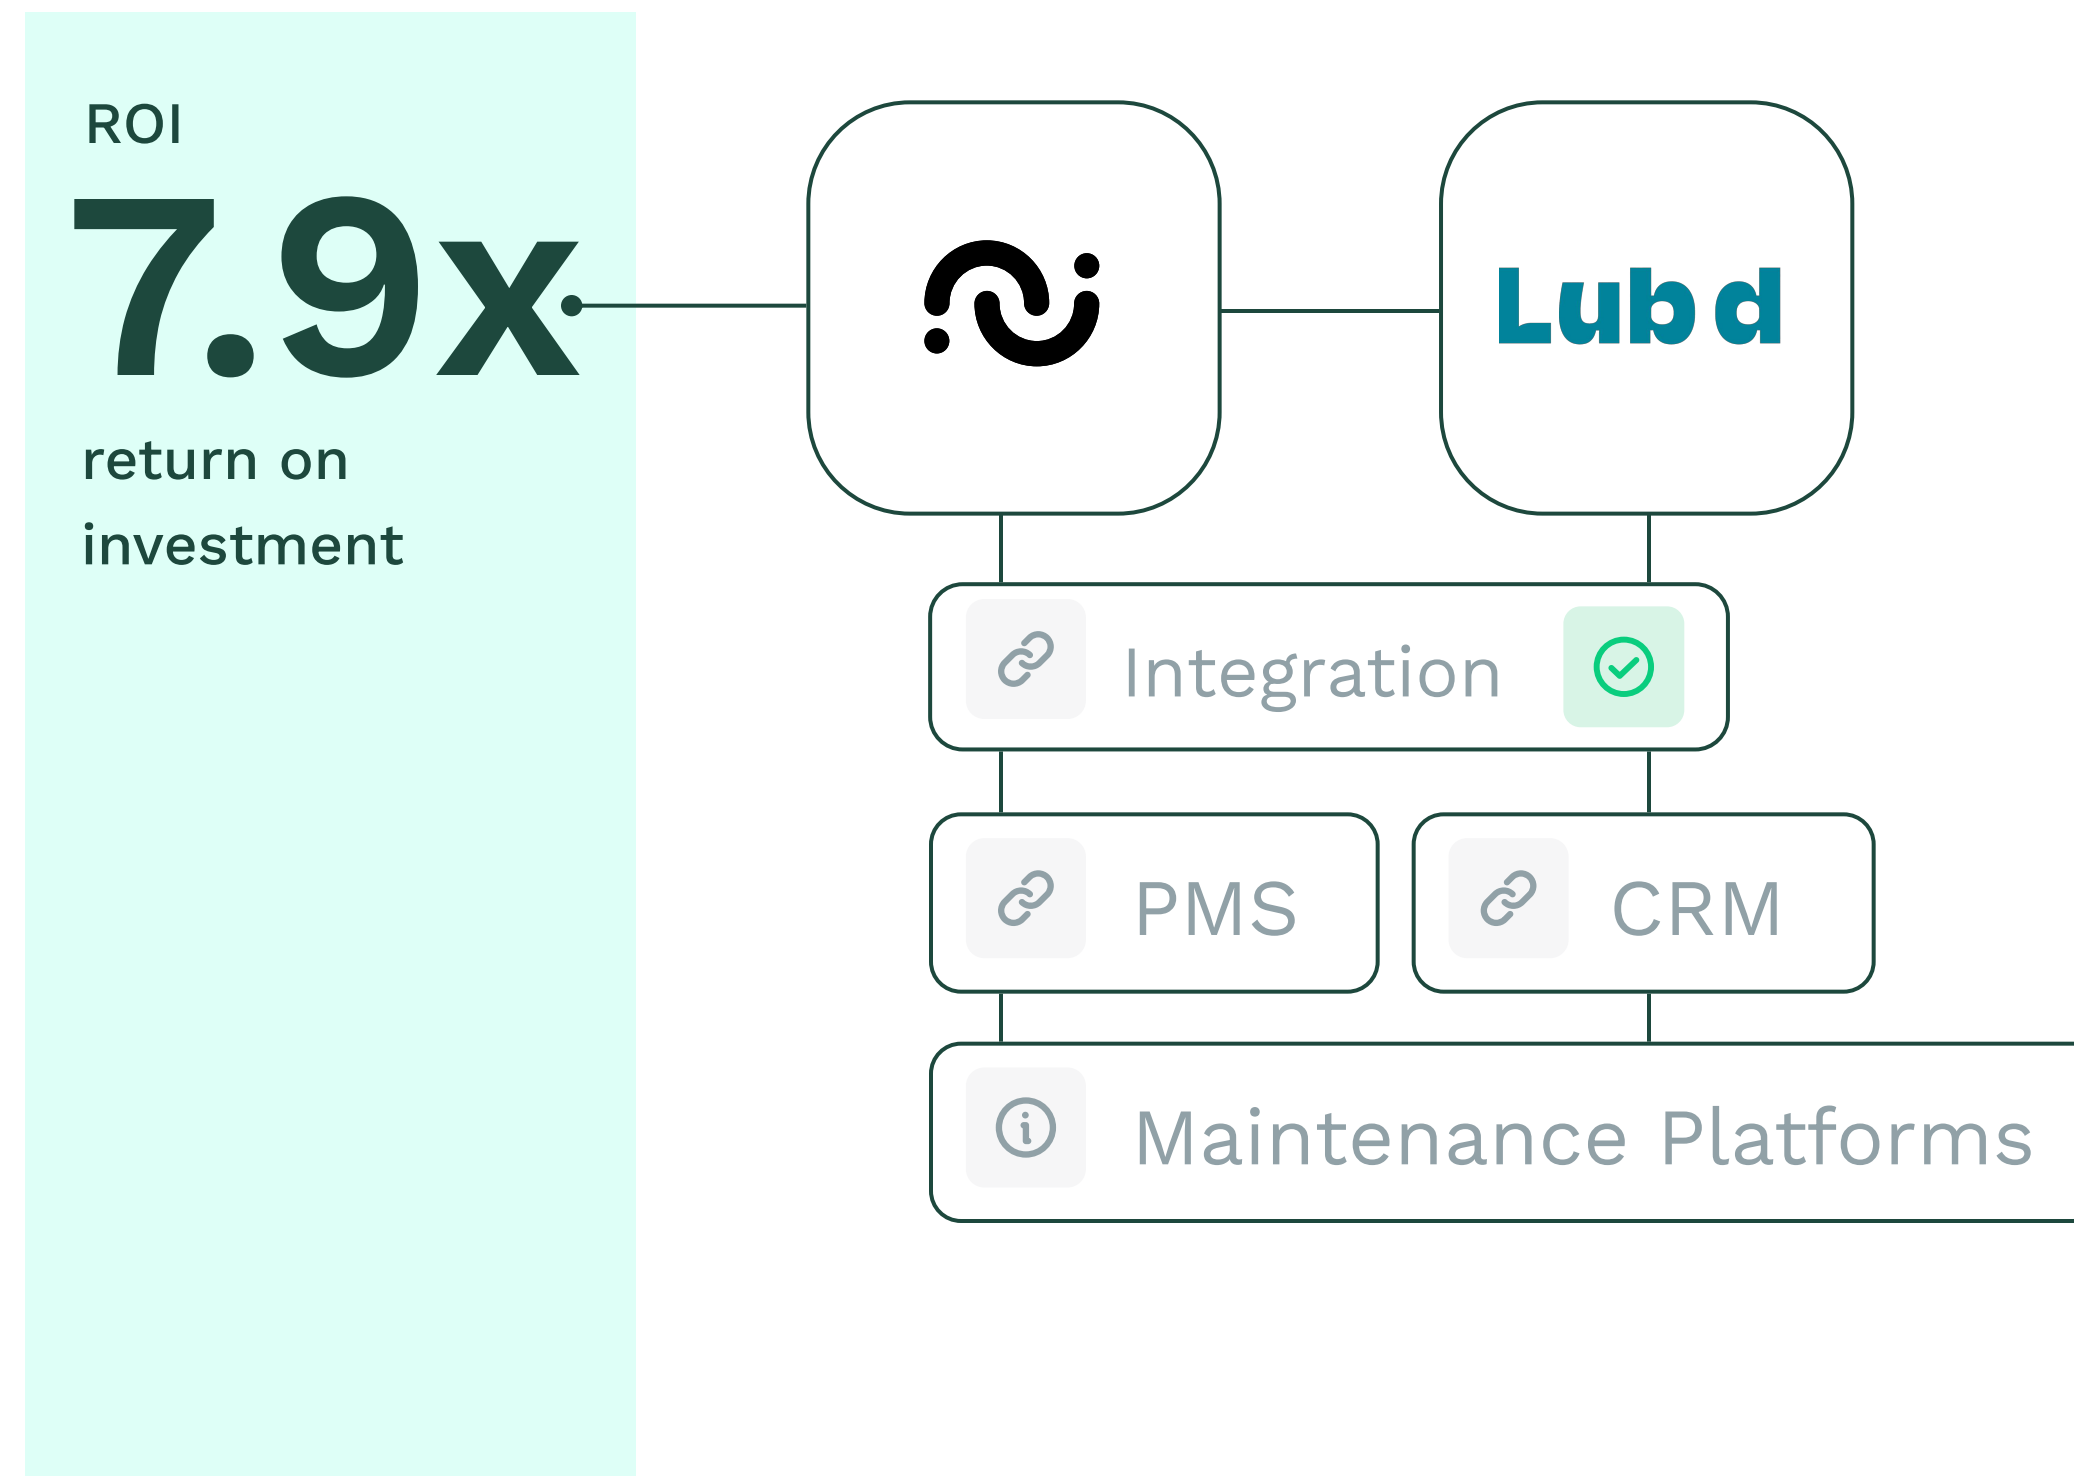 ROI
7.9x
return on
investment
Lub d
Integration
PMS
CRM
Maintenance Platforms